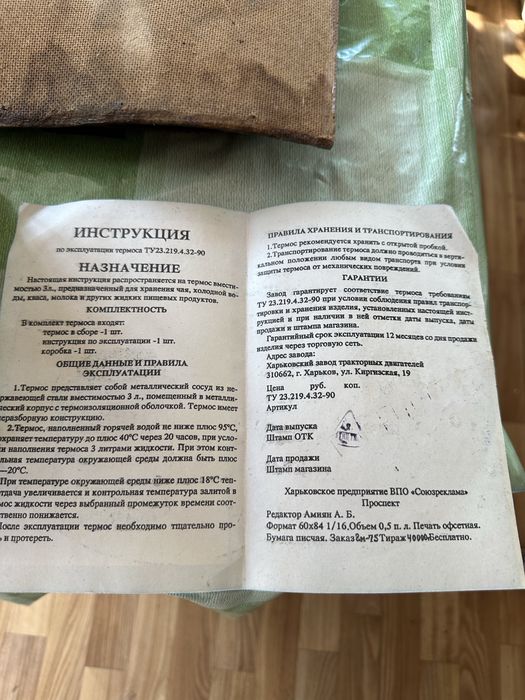 ИНСТРУКЦИЯ
по эксплуатации термоса ТУ23.219.4.32-90
НАЗНАЧЕНИЕ
Настоящая инструкция распространяется на термос вмести-
мостью 3л., предназначенный для хранения чая, холодной во-
ды, кваса, молока и других жидких пищевых продуктов.
КОМПЛЕКТНОСТЬ
В комплект термоса входят:
термос в сборе -1 шт.
инструкция по эксплуатации -1 шт.
коробка -1 шт.
ОБЩИЕ ДАННЫЕ И ПРАВИЛА
ЭКСПЛУАТАЦИИ
1.Термос представляет собой металлический сосуд из не-
ржавеющей стали вместимостью 3 л., помещенный в металли-
ческий корпус с термоизоляционной оболочкой. Термос имеет
неразборную конструкцию.
2.Термос, наполненный горячей водой не ниже плюс 95°С,
охраняет температуру до плюс 40°С через 20 часов, при усло-
и наполнения термоса 3 литрами жидкости. При этом кон-
льная температура окружающей среды должна быть плюс
—20°С.
При температуре окружающей среды ниже плюс 18°С теп-
тдача увеличивается и контрольная температура залитой в
мос жидкости через выбранный промежуток времени соот-
тственно понижается.
После эксплуатации термос необходимо тщательно про-
ь и протереть.
ПРАВИЛА ХРАНЕНИЯ И ТРАНСПОРТИРОВАНИЯ
1.Термос рекомендуется хранить с открытой пробкой.
2.Транспортирование термоса должно проводиться в верти-
кальном положении любым видом транспорта при условии
защиты термоса от механических повреждений.
ГАРАНТИИ
Завод гарантирует соответствие термоса требованиям
ТУ 23.219.4.32-90 при условии соблюдения правил транспор-
тировки и хранения изделия, установленных настоящей инст-
рукцией и при наличии в ней отметки даты выпуска, даты
продажи и штампа магазина.
Гарантийный срок эксплуатации 12 месяцев со дня продажи
изделия через торговую сеть.
Адрес завода:
Харьковский завод тракторных двигателей
310662, г. Харьков, ул. Киргизская, 19
Цена руб. коп.
ТУ 23.219.4.32-90
Артикул
Дата выпуска
Штамп ОТК
Дата продажи
Штамп магазина
Харьковское предприятие ВПО «Союзреклама»
Проспект
Редактор Амиян А. Б.
Формат 60х84 1/16,Объем 0,5 п. л. Печать офсетная.
Бумага писчая. Заказ 8м-75 Тираж 40000 Бесплатно.